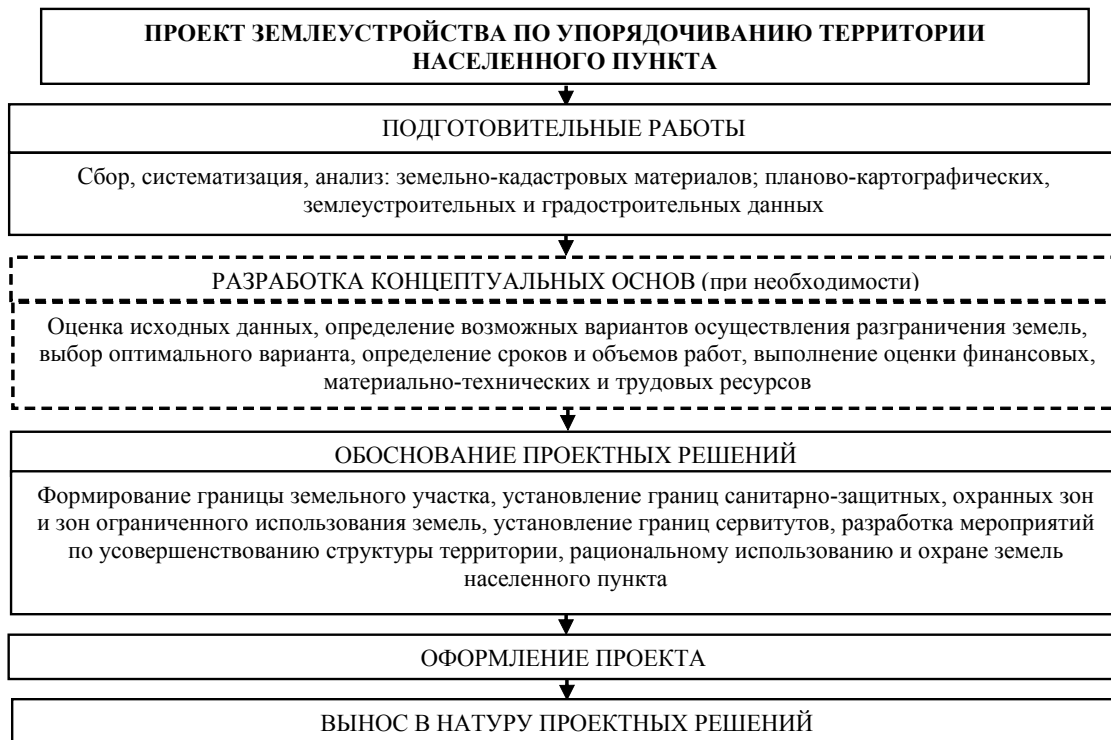 ПРОЕКТ ЗЕМЛЕУСТРОЙСТВА ПО УПОРЯДОЧИВАНИЮ ТЕРРИТОРИИ
НАСЕЛЕННОГО ПУНКТА
ПОДГОТОВИТЕЛЬНЫЕ РАБОТЫ
Сбор, систематизация, анализ: земельно-кадастровых материалов; планово-картографических,
землеустроительных и градостроительных данных
РАЗРАБОТКА КОНЦЕПТУАЛЬНЫХ ОСНОВ (при необходимости)
Оценка исходных данных, определение возможных вариантов осуществления разграничения земель,
выбор оптимального варианта, определение сроков и объемов работ, выполнение оценки финансовых,
материально-технических и трудовых ресурсов
ОБОСНОВАНИЕ ПРОЕКТНЫХ РЕШЕНИЙ
Формирование границы земельного участка, установление границ санитарно-защитных, охранных зон
и зон ограниченного использования земель, установление границ сервитутов, разработка мероприятий
по усовершенствованию структуры территории, рациональному использованию и охране земель
населенного пункта
ОФОРМЛЕНИЕ ПРОЕКТА
ВЫНОС В НАТУРУ ПРОЕКТНЫХ РЕШЕНИЙ